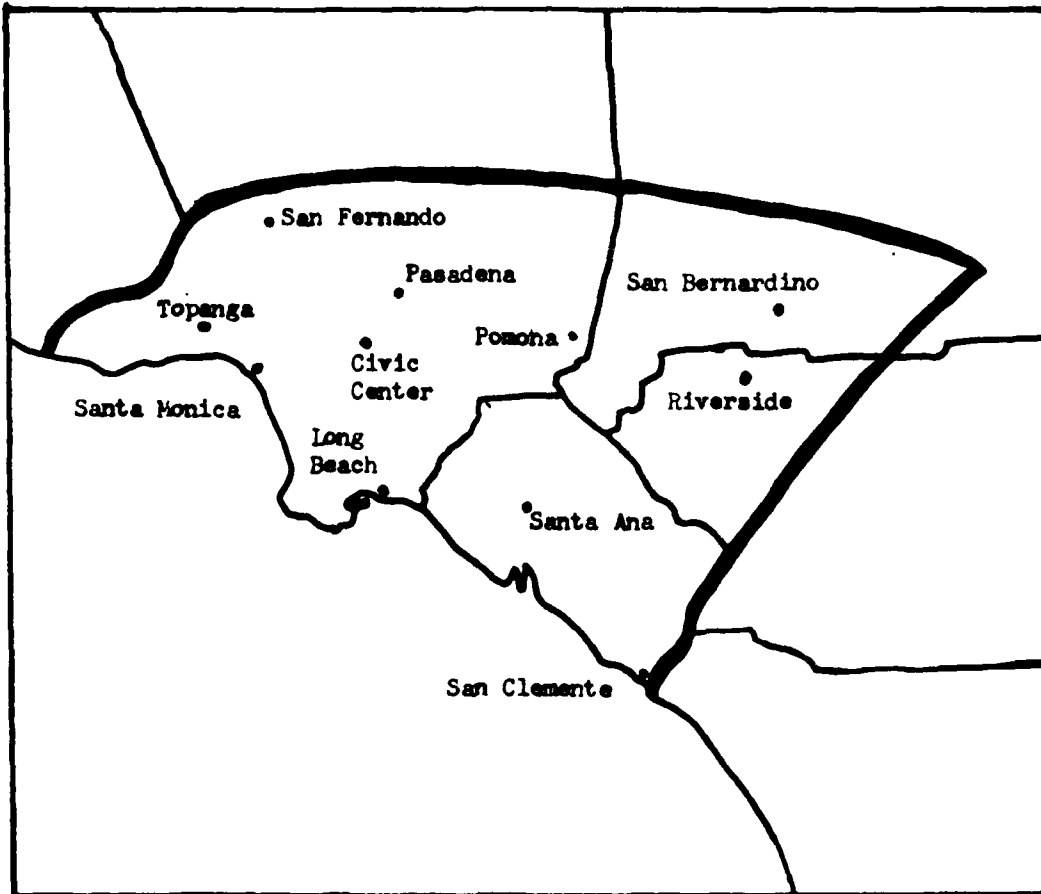 San Fernando
Pasadena
San Bernardino
Topanga
Pomona
Civic
Center
Riverside
Santa Monica
Long
Beach
Santa Ana
San Clemente